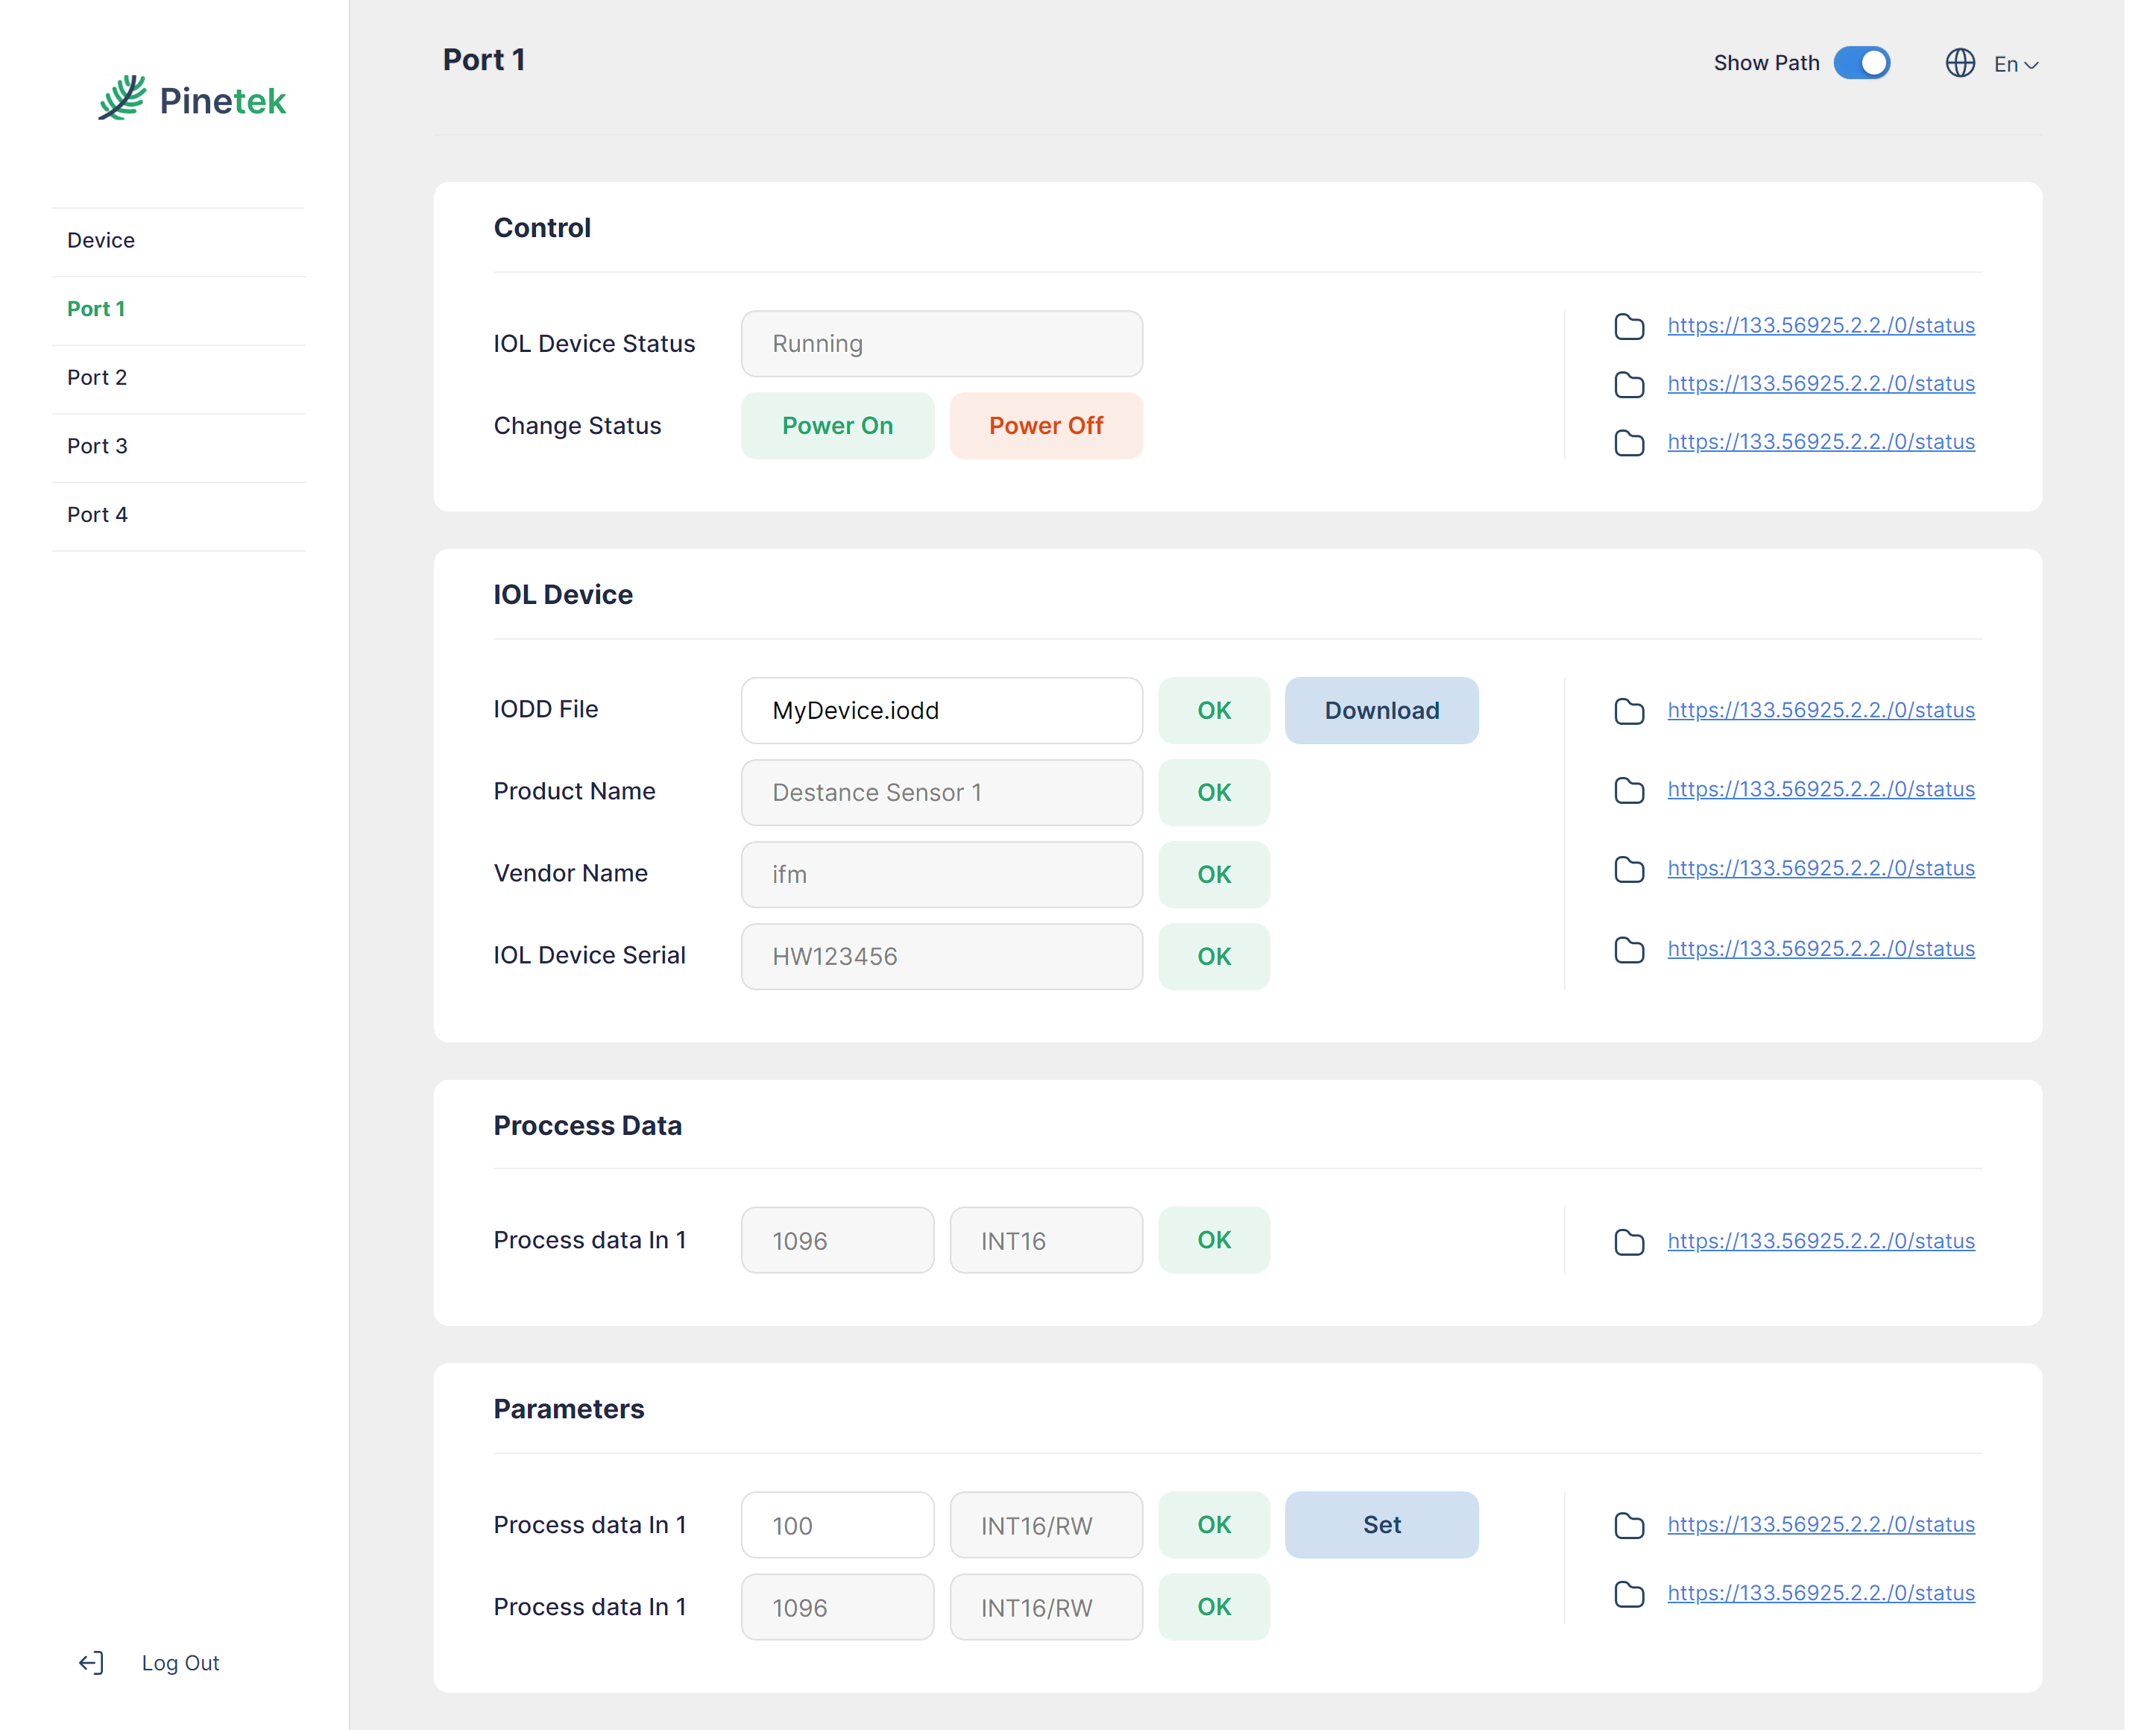 Pinetek
Device
Port 1
Port 2
Port 3
Port 4
Log Out
Port 1
Show Path
En
Control
IOL Device Status Running
Change Status Power On Power Off
https://133.56925.2.2./0/status
https://133.56925.2.2./0/status
https://133.56925.2.2./0/status
IOL Device
IODD File MyDevice.iodd OK Download https://133.56925.2.2./0/status
Product Name Destance Sensor 1 OK https://133.56925.2.2./0/status
Vendor Name ifm OK https://133.56925.2.2./0/status
IOL Device Serial HW123456 OK https://133.56925.2.2./0/status
Proccess Data
Process data In 1 1096 INT16 OK https://133.56925.2.2./0/status
Parameters
Process data In 1 100 INT16/RW OK Set https://133.56925.2.2./0/status
Process data In 1 1096 INT16/RW OK https://133.56925.2.2./0/status